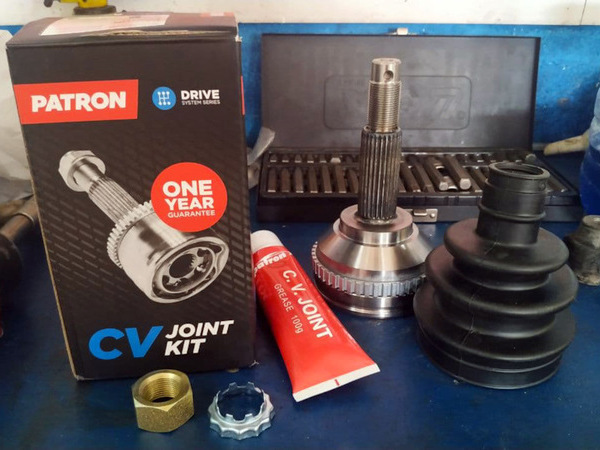 PATRON
DRIVE
SYSTEM SERIES
ONE
YEAR
GUARANTEE
CV JOINT
KIT
Patron
C.V. JOINT
GREASE 100g